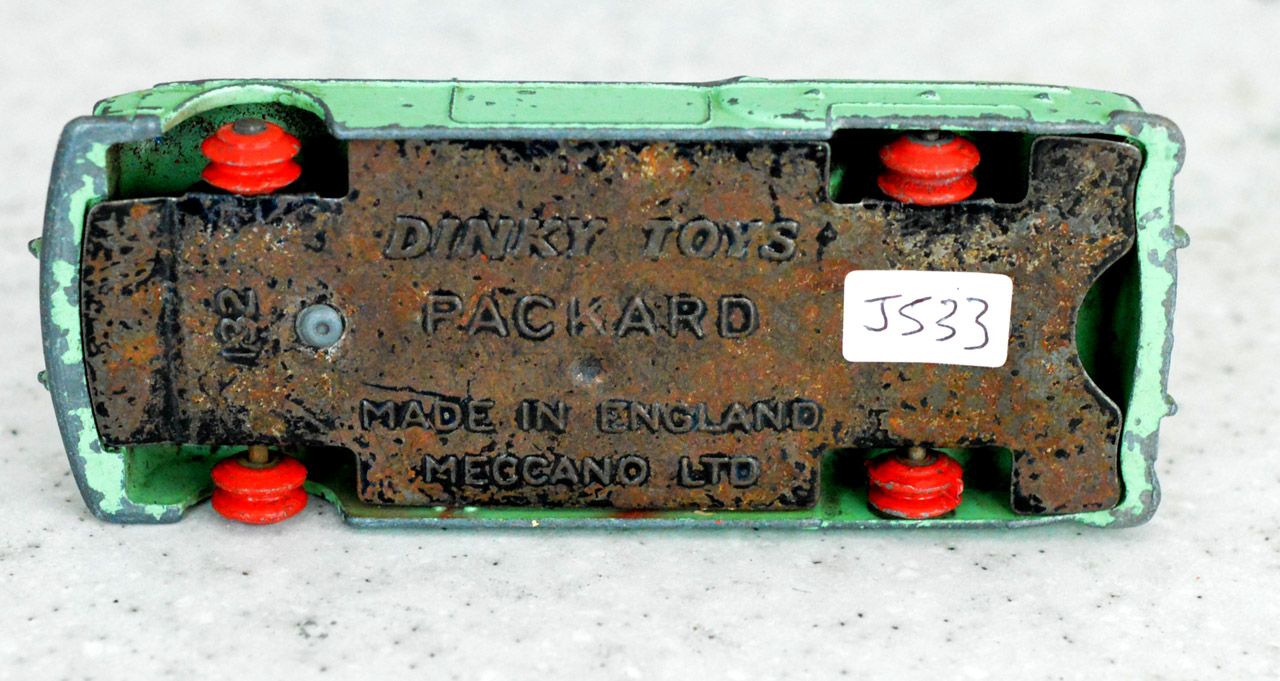 DINKY TOYS
PACKARD
132
J533
MADE IN ENGLAND
MECCANO LTD